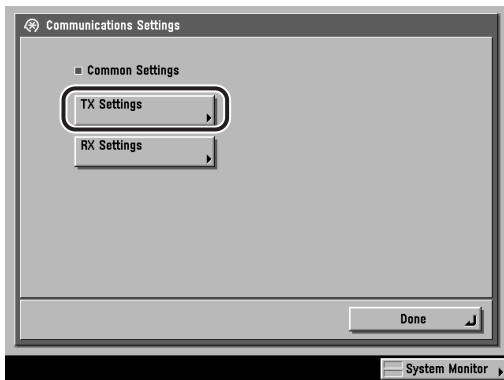 Communications Settings
Common Settings
TX Settings
RX Settings
Done
System Monitor